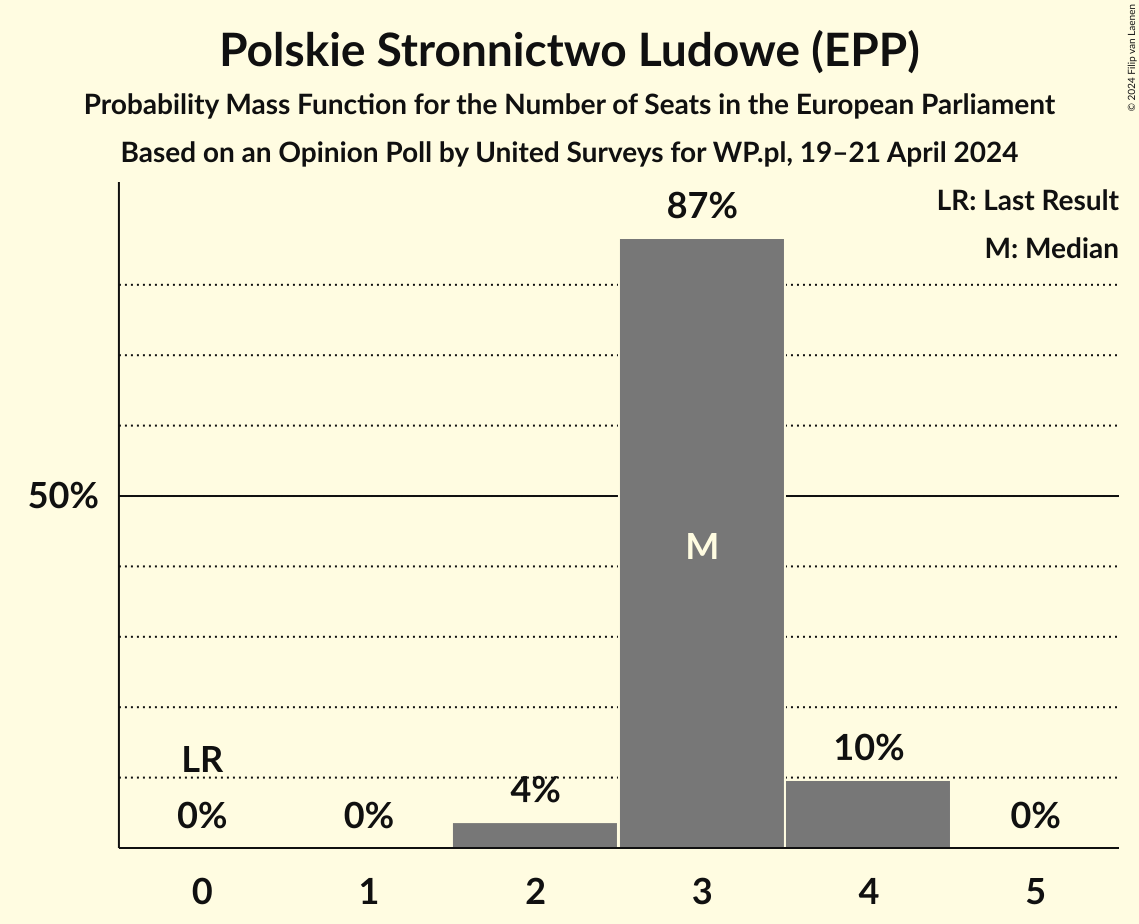 Polskie Stronnictwo Ludowe (EPP)
Probability Mass Function for the Number of Seats in the European Parliament
Based on an Opinion Poll by United Surveys for WP.pl, 19–21 April 2024
© 2024 Filip van Laenen
LR: Last Result
M: Median
87%
50%
M
LR
10%
4%
0%
0%
0%
0 1 2 3 4 5